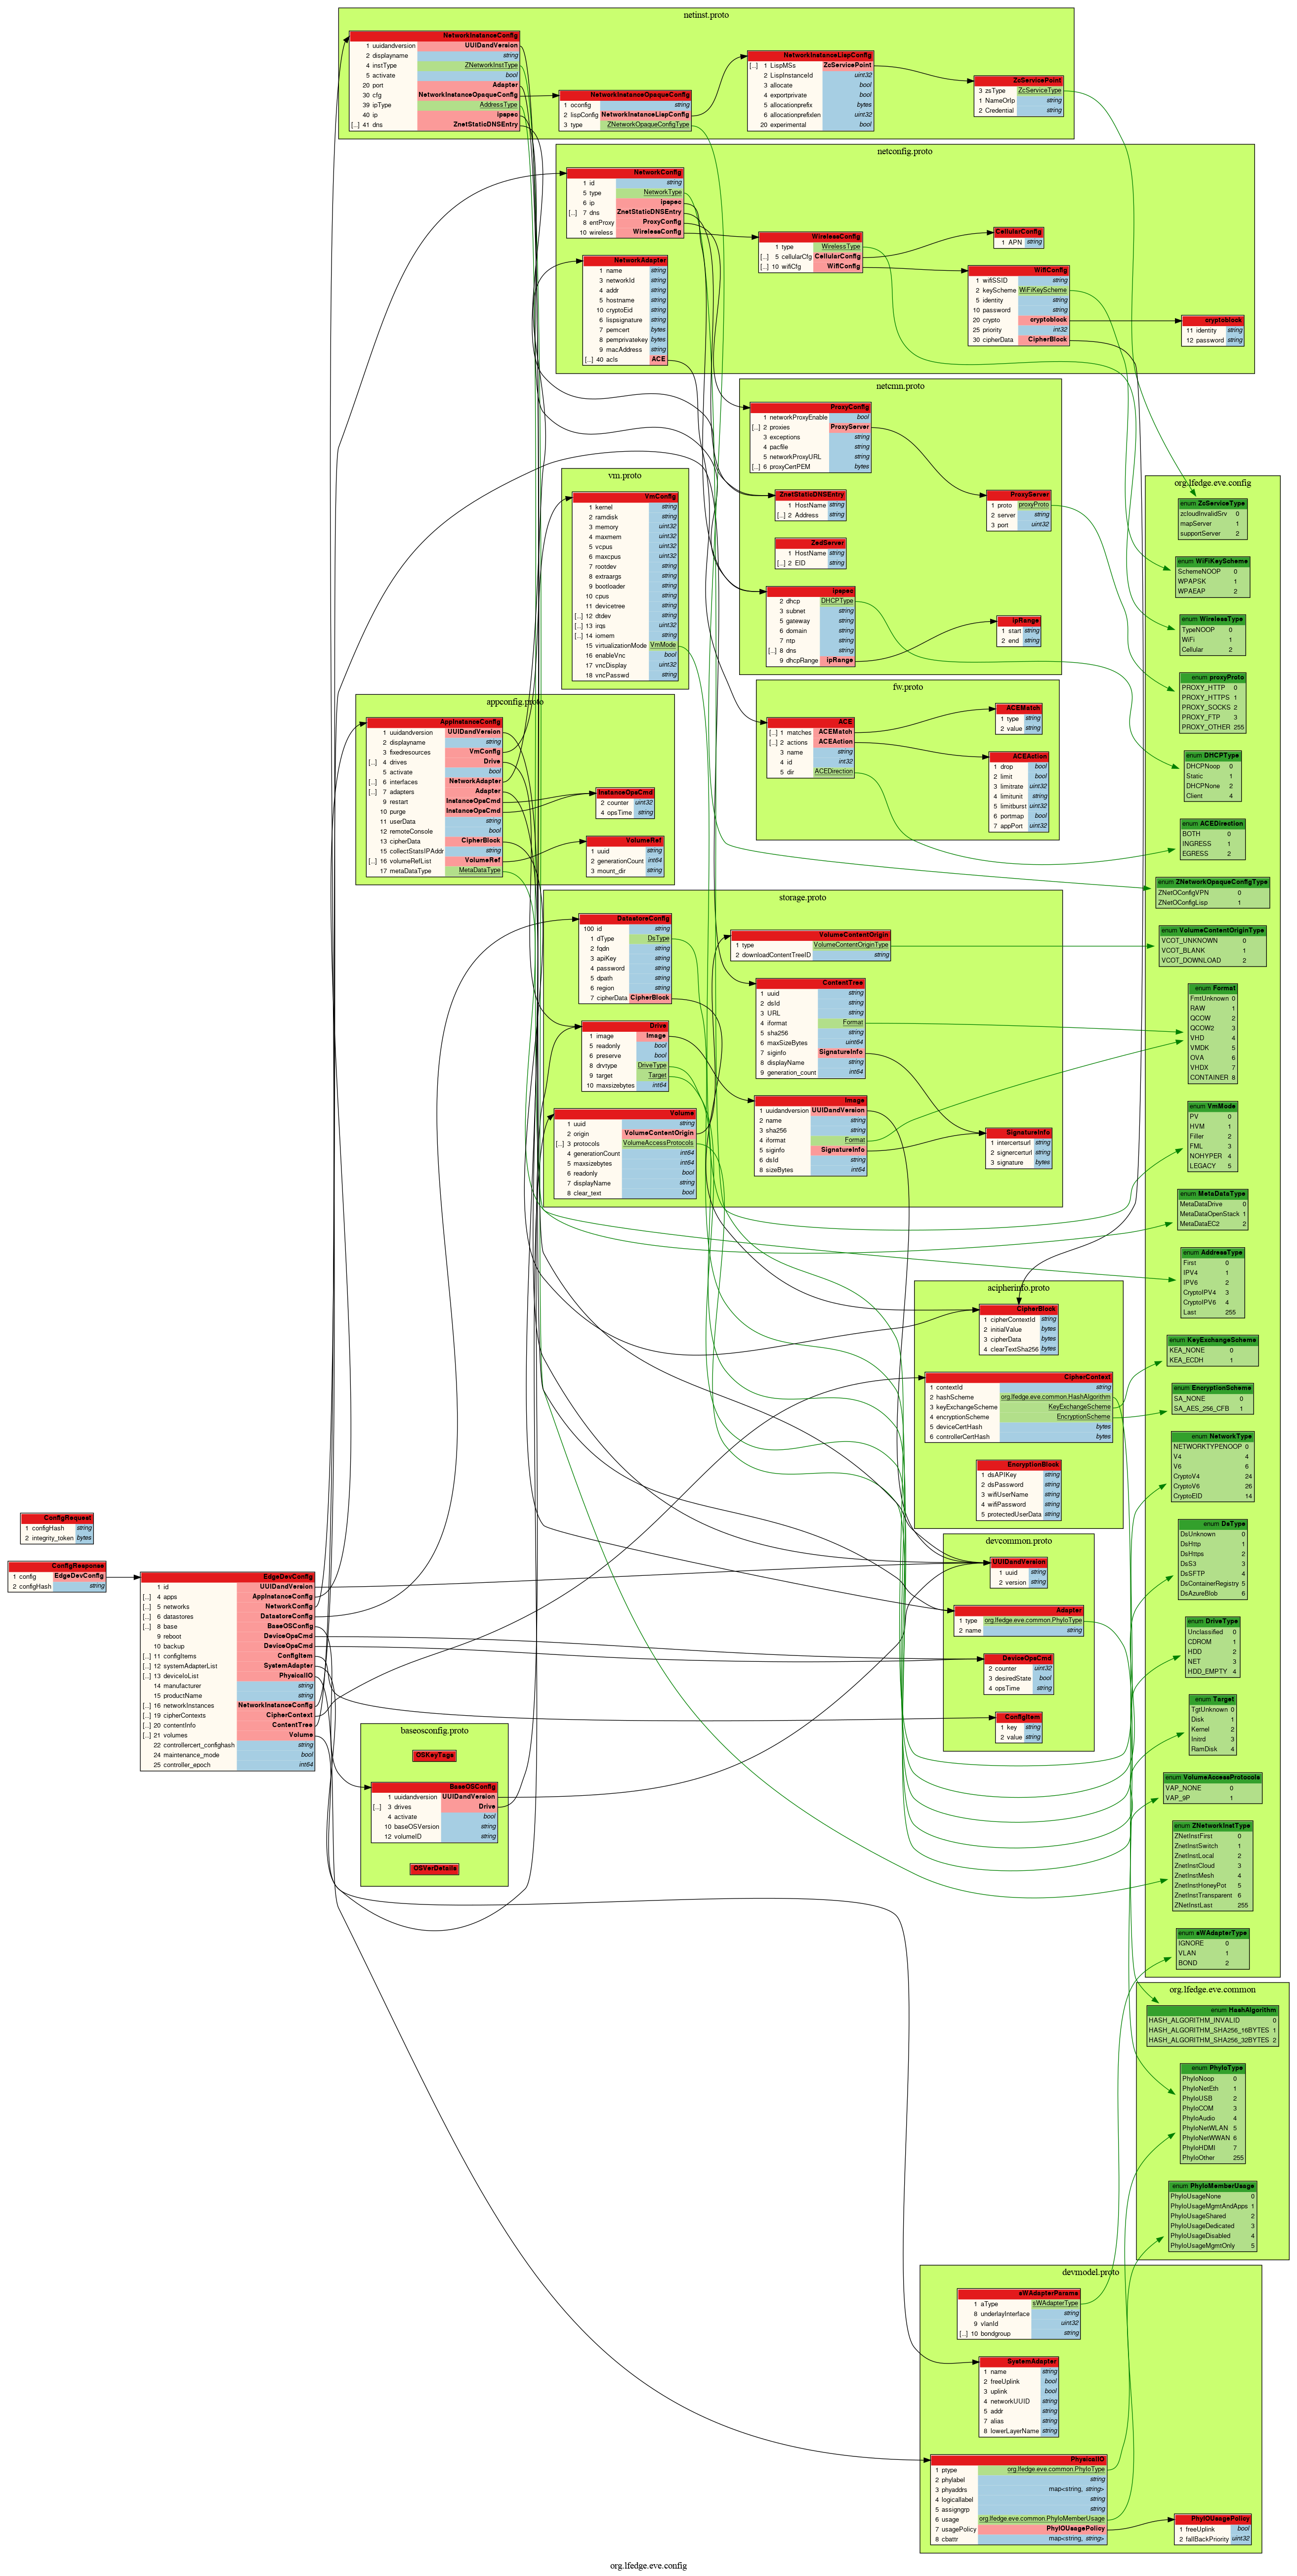 netinst.proto
NetworkInstanceConfig
1 uuidandversion UUIDandVersion
2 displayname string
4 instType ZNetworkInstType
5 activate bool
20 port Adapter
30 cfg NetworkInstanceOpaqueConfig
39 ipType AddressType
40 ip ipspec
[...] 41 dns ZnetStaticDNSEntry
NetworkInstanceOpaqueConfig
1 oconfig string
2 lispConfig NetworkInstanceLispConfig
3 type ZNetworkOpaqueConfigType
NetworkInstanceLispConfig
[...] 1 LispMSs ZcServicePoint
2 LispInstanceId uint32
3 allocate bool
4 exportprivate bool
5 allocationprefix bytes
6 allocationprefixlen uint32
20 experimental bool
ZcServicePoint
3 zsType ZcServiceType
1 NameOrIp string
2 Credential string
netconfig.proto
NetworkConfig
1 id string
5 type NetworkType
6 ip ipspec
[...] 7 dns ZnetStaticDNSEntry
8 entProxy ProxyConfig
10 wireless WirelessConfig
NetworkAdapter
1 name string
3 networkId string
4 addr string
5 hostname string
10 cryptoEid string
6 lispsignature string
7 pemcert bytes
8 pemprivatekey bytes
9 macAddress string
[...] 40 acls ACE
WirelessConfig
1 type WirelessType
[...] 5 cellularCfg CellularConfig
[...] 10 wifiCfg WifiConfig
CellularConfig
1 APN string
WifiConfig
1 wifiSSID string
2 keyScheme WiFiKeyScheme
5 identity string
10 password string
20 crypto cryptoblock
25 priority int32
30 cipherData CipherBlock
cryptoblock
11 identity string
12 password string
netcmn.proto
ProxyConfig
1 networkProxyEnable bool
[...] 2 proxies ProxyServer
3 exceptions string
4 pacfile string
5 networkProxyURL string
[...] 6 proxyCertPEM bytes
ZnetStaticDNSEntry
1 HostName string
[...] 2 Address string
ProxyServer
1 proto proxyProto
2 server string
3 port uint32
ZedServer
1 HostName string
[...] 2 EID string
ipspec
2 dhcp DHCPType
3 subnet string
5 gateway string
6 domain string
7 ntp string
[...] 8 dns string
9 dhcpRange ipRange
ipRange
1 start string
2 end string
vm.proto
VmConfig
1 kernel string
2 ramdisk string
3 memory uint32
4 maxmem uint32
5 vcpus uint32
6 maxcpus uint32
7 rootdev string
8 extraargs string
9 bootloader string
10 cpus string
11 devicetree string
[...] 12 dtdev string
[...] 13 irqs uint32
[...] 14 iomem string
15 virtualizationMode VmMode
16 enableVnc bool
17 vncDisplay uint32
18 vncPasswd string
fw.proto
ACE
[...] 1 matches ACEMatch
[...] 2 actions ACEAction
3 name string
4 id int32
5 dir ACEDirection
ACEMatch
1 type string
2 value string
ACEAction
1 drop bool
2 limit bool
3 limitrate uint32
4 limitunit string
5 limitburst uint32
6 portmap bool
7 appPort uint32
appconfig.proto
AppInstanceConfig
1 uuidandversion UUIDandVersion
2 displayname string
3 fixedresources VmConfig
[...] 4 drives Drive
5 activate bool
[...] 6 interfaces NetworkAdapter
[...] 7 adapters Adapter
9 restart InstanceOpsCmd
10 purge InstanceOpsCmd
11 userData string
12 remoteConsole bool
13 cipherData CipherBlock
15 collectStatsIPAddr string
[...] 16 volumeRefList VolumeRef
17 metaDataType MetaDataType
InstanceOpsCmd
2 counter uint32
4 opsTime string
VolumeRef
1 uuid string
2 generationCount int64
3 mount_dir string
storage.proto
DatastoreConfig
100 id string
1 dType DsType
2 fqdn string
3 apiKey string
4 password string
5 dpath string
6 region string
7 cipherData CipherBlock
Drive
1 image Image
5 readonly bool
6 preserve bool
8 drvtype DriveType
9 target Target
10 maxsizebytes int64
Volume
1 uuid string
2 origin VolumeContentOrigin
[...] 3 protocols VolumeAccessProtocols
4 generationCount int64
5 maxsizebytes int64
6 readonly bool
7 displayName string
8 clear_text bool
VolumeContentOrigin
1 type VolumeContentOriginType
2 downloadContentTreeID string
ContentTree
1 uuid string
2 dsId string
3 URL string
4 iformat Format
5 sha256 string
6 maxSizeBytes uint64
7 siginfo SignatureInfo
8 displayName string
9 generation_count int64
Image
1 uuidandversion UUIDandVersion
2 name string
3 sha256 string
4 iformat Format
5 siginfo SignatureInfo
6 dsId string
8 sizeBytes int64
SignatureInfo
1 intercertsurl string
2 signercerturl string
3 signature bytes
acipherinfo.proto
CipherBlock
1 cipherContextId string
2 initialValue bytes
3 cipherData bytes
4 clearTextSha256 bytes
CipherContext
1 contextId string
2 hashScheme org.lfedge.eve.common.HashAlgorithm
3 keyExchangeScheme KeyExchangeScheme
4 encryptionScheme EncryptionScheme
5 deviceCertHash bytes
6 controllerCertHash bytes
EncryptionBlock
1 dsAPIKey string
2 dsPassword string
3 wifiUserName string
4 wifiPassword string
5 protectedUserData string
devcommon.proto
UUIDandVersion
1 uuid string
2 version string
Adapter
1 type org.lfedge.eve.common.PhyIoType
2 name string
DeviceOpsCmd
2 counter uint32
3 desiredState bool
4 opsTime string
ConfigItem
1 key string
2 value string
ConfigRequest
1 configHash string
2 integrity_token bytes
ConfigResponse
1 config EdgeDevConfig
2 configHash string
EdgeDevConfig
1 id UUIDandVersion
[...] 4 apps AppInstanceConfig
[...] 5 networks NetworkConfig
[...] 6 datastores DatastoreConfig
[...] 8 base BaseOSConfig
9 reboot DeviceOpsCmd
10 backup DeviceOpsCmd
[...] 11 configItems ConfigItem
[...] 12 systemAdapterList SystemAdapter
[...] 13 deviceIoList PhysicalIO
14 manufacturer string
15 productName string
[...] 16 networkInstances NetworkInstanceConfig
[...] 19 cipherContexts CipherContext
[...] 20 contentInfo ContentTree
[...] 21 volumes Volume
22 controllercert_confighash string
24 maintenance_mode bool
25 controller_epoch int64
baseosconfig.proto
OSKeyTags
BaseOSConfig
1 uuidandversion UUIDandVersion
[...] 3 drives Drive
4 activate bool
10 baseOSVersion string
12 volumeID string
OSVerDetails
org.lfedge.eve.config
enum ZcServiceType
zcloudInvalidSrv 0
mapServer 1
supportServer 2
enum WiFiKeyScheme
SchemeNOOP 0
WPAPSK 1
WPAEAP 2
enum WirelessType
TypeNOOP 0
WiFi 1
Cellular 2
enum proxyProto
PROXY_HTTP 0
PROXY_HTTPS 1
PROXY_SOCKS 2
PROXY_FTP 3
PROXY_OTHER 255
enum DHCPType
DHCPNoop 0
Static 1
DHCPNone 2
Client 4
enum ACEDirection
BOTH 0
INGRESS 1
EGRESS 2
enum ZNetworkOpaqueConfigType
ZNetOConfigVPN 0
ZNetOConfigLisp 1
enum VolumeContentOriginType
VCOT_UNKNOWN 0
VCOT_BLANK 1
VCOT_DOWNLOAD 2
enum Format
FmtUnknown 0
RAW 1
QCOW 2
QCOW2 3
VHD 4
VMDK 5
OVA 6
VHDX 7
CONTAINER 8
enum VmMode
PV 0
HVM 1
Filler 2
FML 3
NOHYPER 4
LEGACY 5
enum MetaDataType
MetaDataDrive 0
MetaDataOpenStack 1
MetaDataEC2 2
enum AddressType
First 0
IPV4 1
IPV6 2
CryptoIPV4 3
CryptoIPV6 4
Last 255
enum KeyExchangeScheme
KEA_NONE 0
KEA_ECDH 1
enum EncryptionScheme
SA_NONE 0
SA_AES_256_CFB 1
enum NetworkType
NETWORKTYPENOOP 0
V4 4
V6 6
CryptoV4 24
CryptoV6 26
CryptoEID 14
enum DsType
DsUnknown 0
DsHttp 1
DsHttps 2
DsS3 3
DsSFTP 4
DsContainerRegistry 5
DsAzureBlob 6
enum DriveType
Unclassified 0
CDROM 1
HDD 2
NET 3
HDD_EMPTY 4
enum Target
TgtUnknown 0
Disk 1
Kernel 2
Initrd 3
RamDisk 4
enum VolumeAccessProtocols
VAP_NONE 0
VAP_9P 1
enum ZNetworkInstType
ZNetInstFirst 0
ZnetInstSwitch 1
ZnetInstLocal 2
ZnetInstCloud 3
ZnetInstMesh 4
ZnetInstHoneyPot 5
ZnetInstTransparent 6
ZNetInstLast 255
enum sWAdapterType
IGNORE 0
VLAN 1
BOND 2
org.lfedge.eve.common
enum HashAlgorithm
HASH_ALGORITHM_INVALID 0
HASH_ALGORITHM_SHA256_16BYTES 1
HASH_ALGORITHM_SHA256_32BYTES 2
enum PhyIoType
PhyIoNoop 0
PhyIoNetEth 1
PhyIoUSB 2
PhyIoCOM 3
PhyIoAudio 4
PhyIoNetWLAN 5
PhyIoNetWWAN 6
PhyIoHDMI 7
PhyIoOther 255
enum PhyIoMemberUsage
PhyIoUsageNone 0
PhyIoUsageMgmtAndApps 1
PhyIoUsageShared 2
PhyIoUsageDedicated 3
PhyIoUsageDisabled 4
PhyIoUsageMgmtOnly 5
devmodel.proto
sWAdapterParams
1 aType sWAdapterType
8 underlayInterface string
9 vlanId uint32
[...] 10 bondgroup string
SystemAdapter
1 name string
2 freeUplink bool
3 uplink bool
4 networkUUID string
5 addr string
7 alias string
8 lowerLayerName string
PhysicalIO
1 ptype org.lfedge.eve.common.PhyIoType
2 phylabel string
3 phyaddrs map<string, string>
4 logicallabel string
5 assigngrp string
6 usage org.lfedge.eve.common.PhyIoMemberUsage
7 usagePolicy PhyIOUsagePolicy
8 cbattr map<string, string>
PhyIOUsagePolicy
1 freeUplink bool
2 fallBackPriority uint32
org.lfedge.eve.config